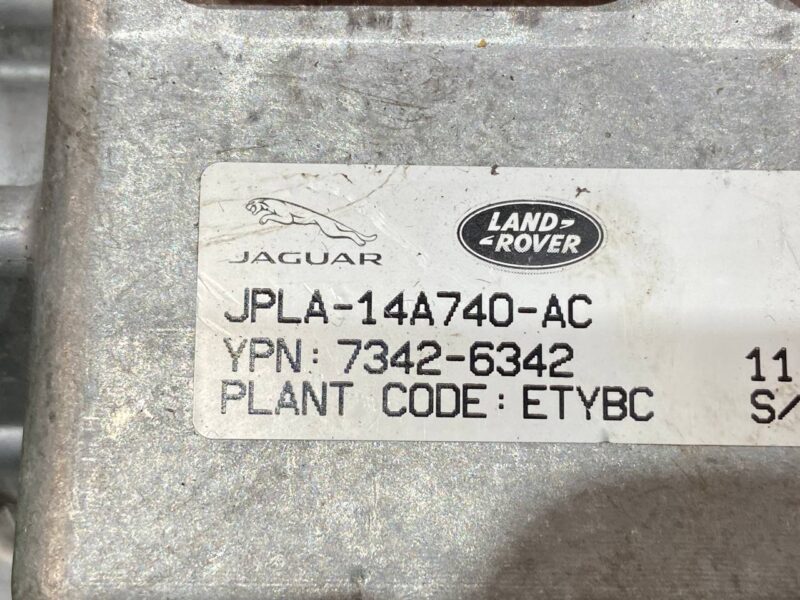 JAGUAR
LAND-
-ROVER
JPLA-14A740-AC
YPN: 7342-6342
11
PLANT CODE: ETYBC
S/